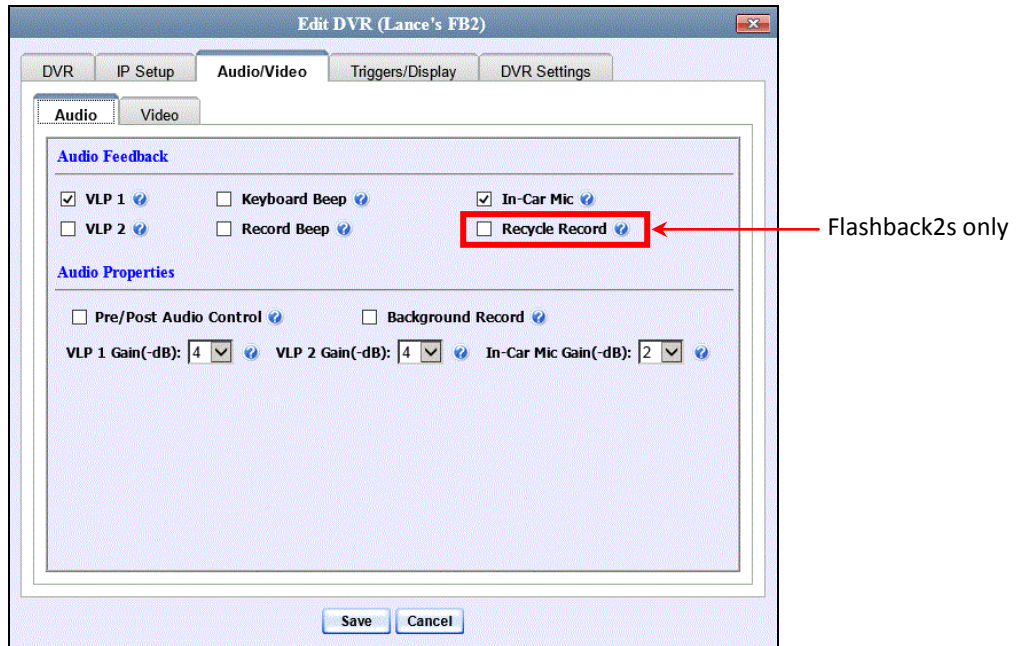 Edit DVR (Lance's FB2)
DVR IP Setup Audio/Video Triggers/Display DVR Settings
Audio Video
Audio Feedback
VLP 1 Keyboard Beep In-Car Mic
VLP 2 Record Beep Recycle Record
Flashback2s only
Audio Properties
Pre/Post Audio Control Background Record
VLP 1 Gain(-dB): 4 VLP 2 Gain(-dB): 4 In-Car Mic Gain(-dB): 2
Save Cancel